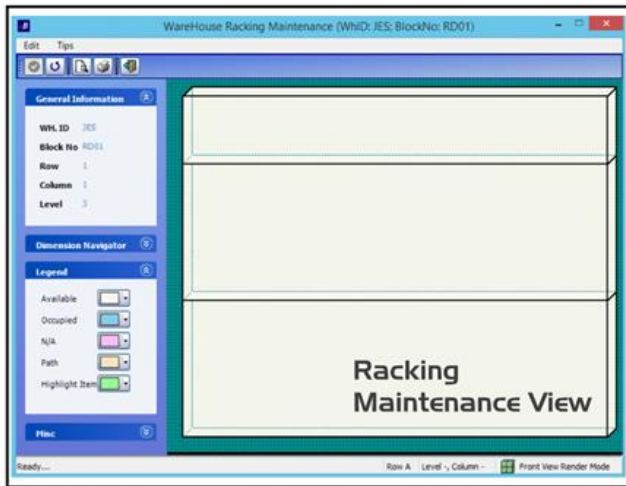 WareHouse Racking Maintenance (WhID: JES; BlockNo: RD01)
Edit Tips
General Information
WH. ID JES
Block No RD01
Row 1
Column 1
Level 3
Dimension Navigator
Legend
Available
Occupied
N/A
Path
Highlight Item
Misc
Racking
Maintenance View
Ready...
Row A Level -, Column - Front View Render Mode